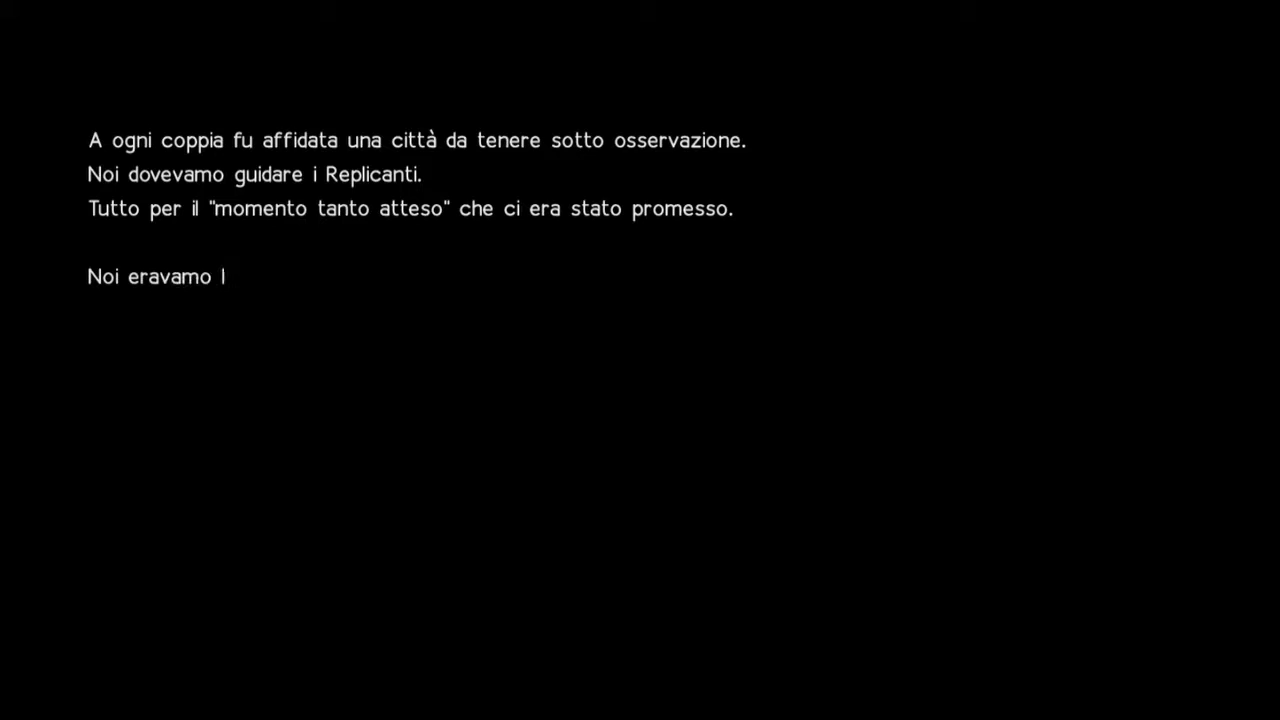 A ogni coppia fu affidata una città da tenere sotto osservazione.
Noi dovevamo guidare i Replicanti.
Tutto per il "momento tanto atteso" che ci era stato promesso.
Noi eravamo l